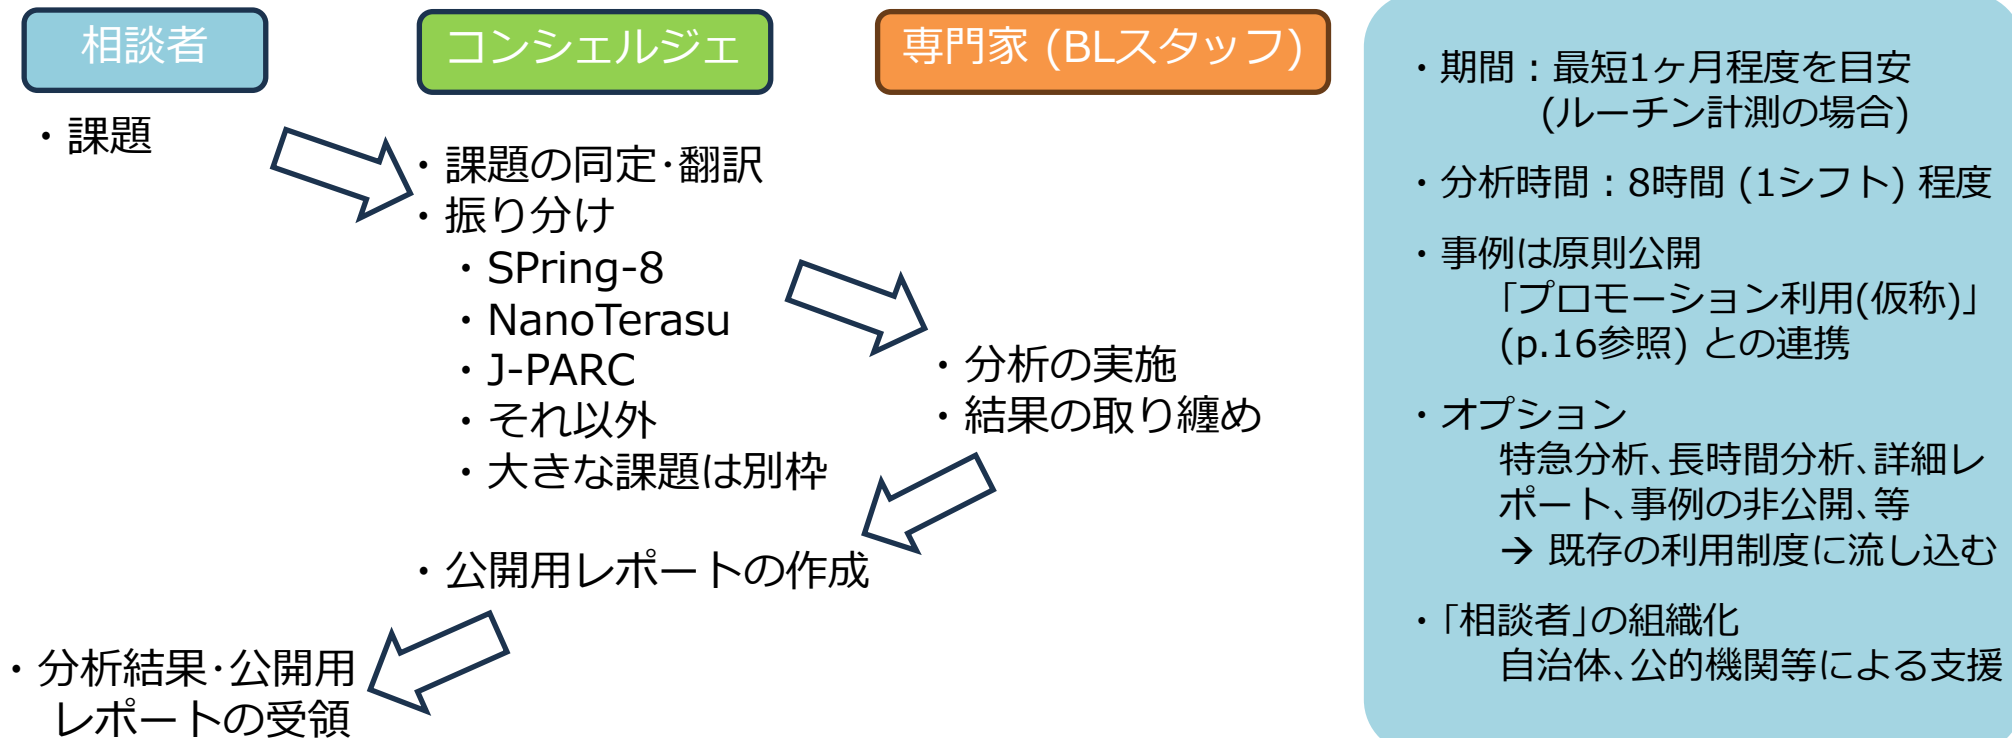 相談者
コンシェルジェ
専門家 (BLスタッフ)
・課題
・課題の同定･翻訳
・振り分け
・SPring-8
・NanoTerasu
・J-PARC
・それ以外
・大きな課題は別枠
・分析の実施
・結果の取り纏め
・公開用レポートの作成
・分析結果･公開用
レポートの受領
・期間：最短1ヶ月程度を目安
(ルーチン計測の場合)
・分析時間：8時間 (1シフト) 程度
・事例は原則公開
「プロモーション利用(仮称)」
(p.16参照) との連携
・オプション
特急分析、長時間分析、詳細レ
ポート、事例の非公開、等
→ 既存の利用制度に流し込む
・「相談者」の組織化
自治体、公的機関等による支援